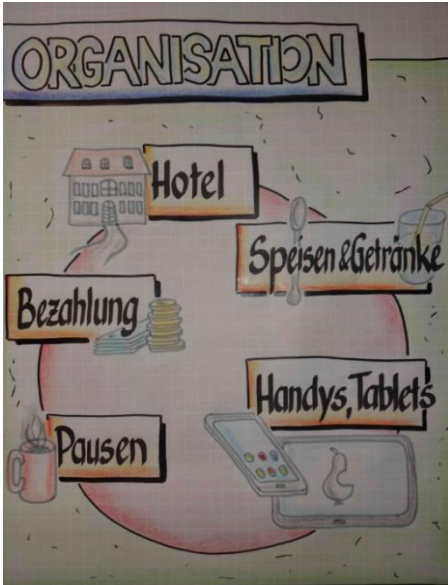 ORGANISATION
Hotel
Speisen & Getränke
Bezahlung
Handys, Tablets
Pausen